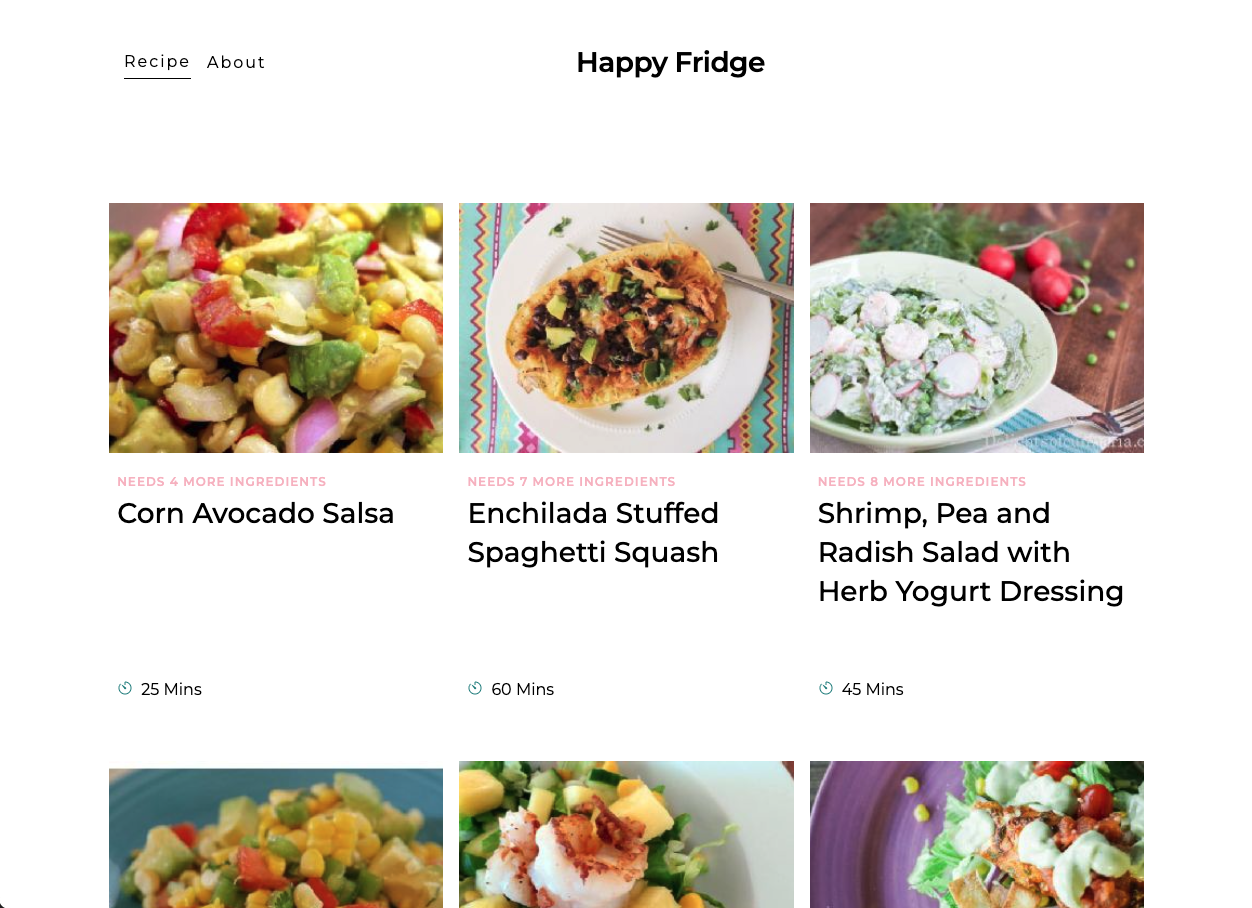 Recipe About
Happy Fridge
NEEDS 4 MORE INGREDIENTS
Corn Avocado Salsa
25 Mins
NEEDS 7 MORE INGREDIENTS
Enchilada Stuffed
Spaghetti Squash
60 Mins
NEEDS 8 MORE INGREDIENTS
Shrimp, Pea and
Radish Salad with
Herb Yogurt Dressing
45 Mins